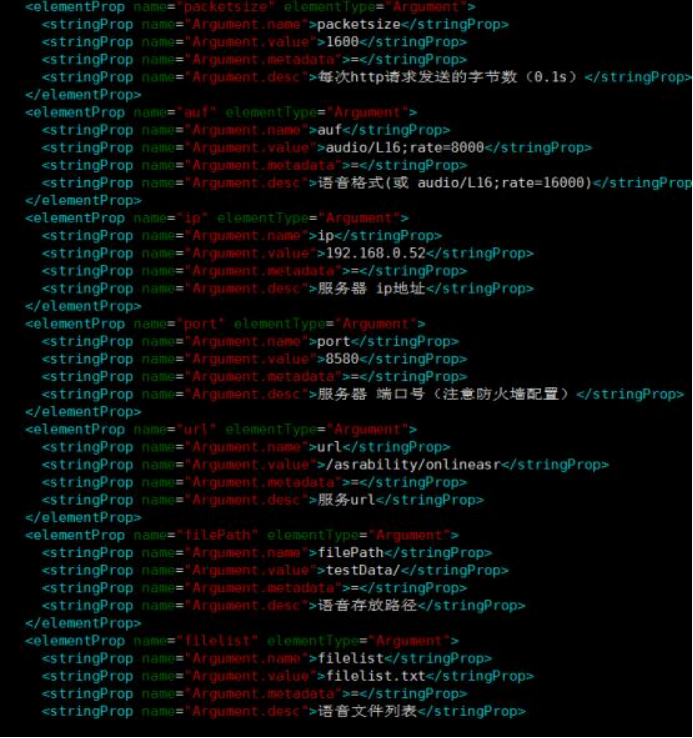 <elementProp name="packetsize" elementType="Argument">
<stringProp name="Argument.name">packetsize</stringProp>
<stringProp name="Argument.value">1600</stringProp>
<stringProp name="Argument.metadata">=</stringProp>
<stringProp name="Argument.desc">每次http请求发送的字节数（0.1s）</stringProp>
</elementProp>
<elementProp name="auf" elementType="Argument">
<stringProp name="Argument.name">auf</stringProp>
<stringProp name="Argument.value">audio/L16;rate=8000</stringProp>
<stringProp name="Argument.metadata">=</stringProp>
<stringProp name="Argument.desc">语音格式(或 audio/L16;rate=16000)</stringProp
</elementProp>
<elementProp name="ip" elementType="Argument">
<stringProp name="Argument.name">ip</stringProp>
<stringProp name="Argument.value">192.168.0.52</stringProp>
<stringProp name="Argument.metadata">=</stringProp>
<stringProp name="Argument.desc">服务器 ip地址</stringProp>
</elementProp>
<elementProp name="port" elementType="Argument">
<stringProp name="Argument.name">port</stringProp>
<stringProp name="Argument.value">8580</stringProp>
<stringProp name="Argument.metadata">=</stringProp>
<stringProp name="Argument.desc">服务器 端口号（注意防火墙配置）</stringProp>
</elementProp>
<elementProp name="url" elementType="Argument">
<stringProp name="Argument.name">url</stringProp>
<stringProp name="Argument.value">/asrability/onlineasr</stringProp>
<stringProp name="Argument.metadata">=</stringProp>
<stringProp name="Argument.desc">服务url</stringProp>
</elementProp>
<elementProp name="filePath" elementType="Argument">
<stringProp name="Argument.name">filePath</stringProp>
<stringProp name="Argument.value">testData/</stringProp>
<stringProp name="Argument.metadata">=</stringProp>
<stringProp name="Argument.desc">语音存放路径</stringProp>
</elementProp>
<elementProp name="filelist" elementType="Argument">
<stringProp name="Argument.name">filelist</stringProp>
<stringProp name="Argument.value">filelist.txt</stringProp>
<stringProp name="Argument.metadata">=</stringProp>
<stringProp name="Argument.desc">语音文件列表</stringProp>